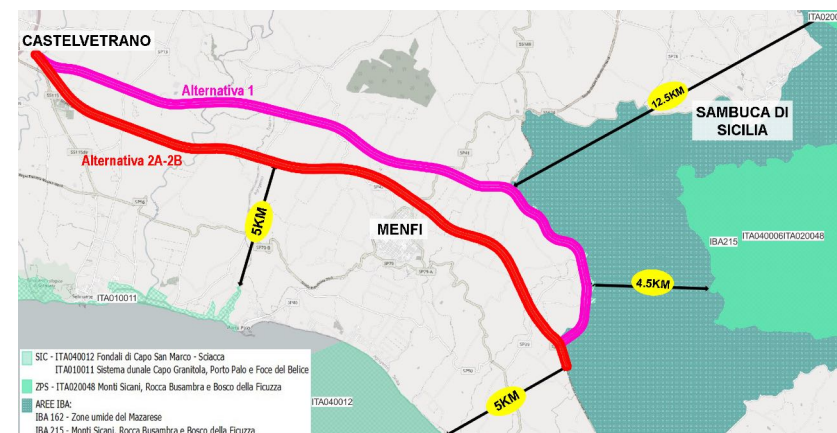 CASTELVETRANO
ITA020
Alternativa 1
12.5KM
SAMBUCA DI
SICILIA
Alternativa 2A-2B
5KM
MENFI
IBA215
ITA040006ITA020048
4.5KM
ITA010011
SIC - ITA040012 Fondali di Capo San Marco - Sciacca
ITA010011 Sistema dunale Capo Granitola, Porto Palo e Foce del Belice
ZPS - ITA020048 Monti Sicani, Rocca Busambra e Bosco della Ficuzza
AREE IBA:
IBA 162 - Zone umide del Mazarese
IBA 215 - Monti Sicani, Rocca Busambra e Bosco della Ficuzza
ITA040012
5KM